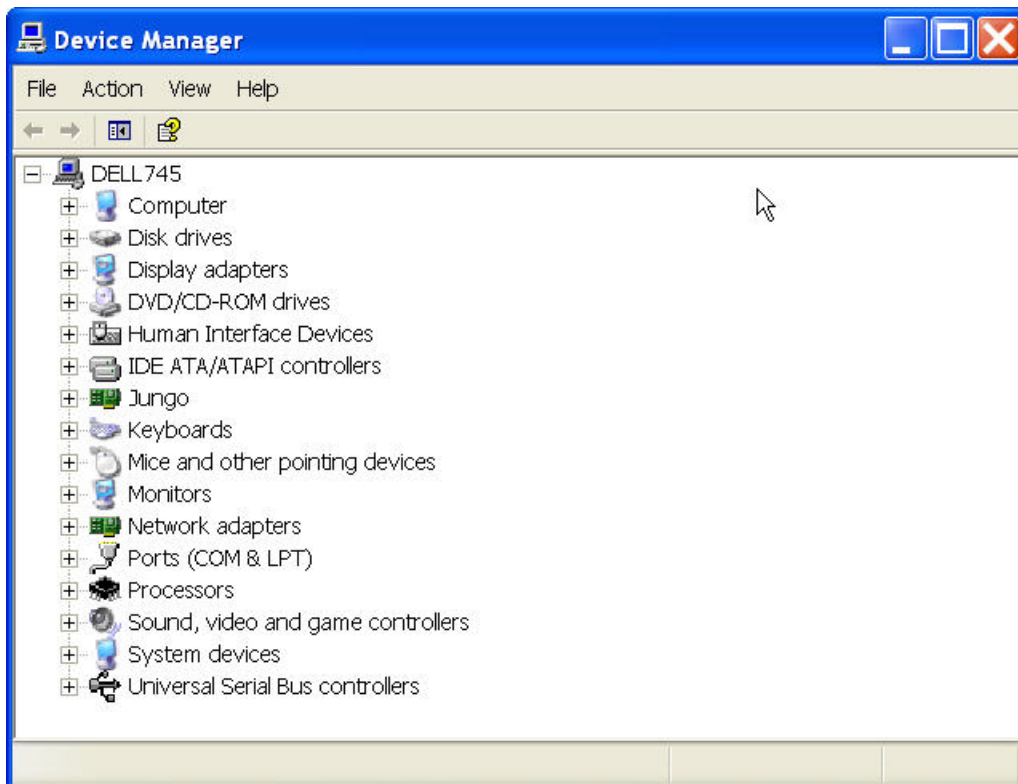 Device Manager
File Action View Help
DELL745
Computer
Disk drives
Display adapters
DVD/CD-ROM drives
Human Interface Devices
IDE ATA/ATAPI controllers
Jungo
Keyboards
Mice and other pointing devices
Monitors
Network adapters
Ports (COM & LPT)
Processors
Sound, video and game controllers
System devices
Universal Serial Bus controllers